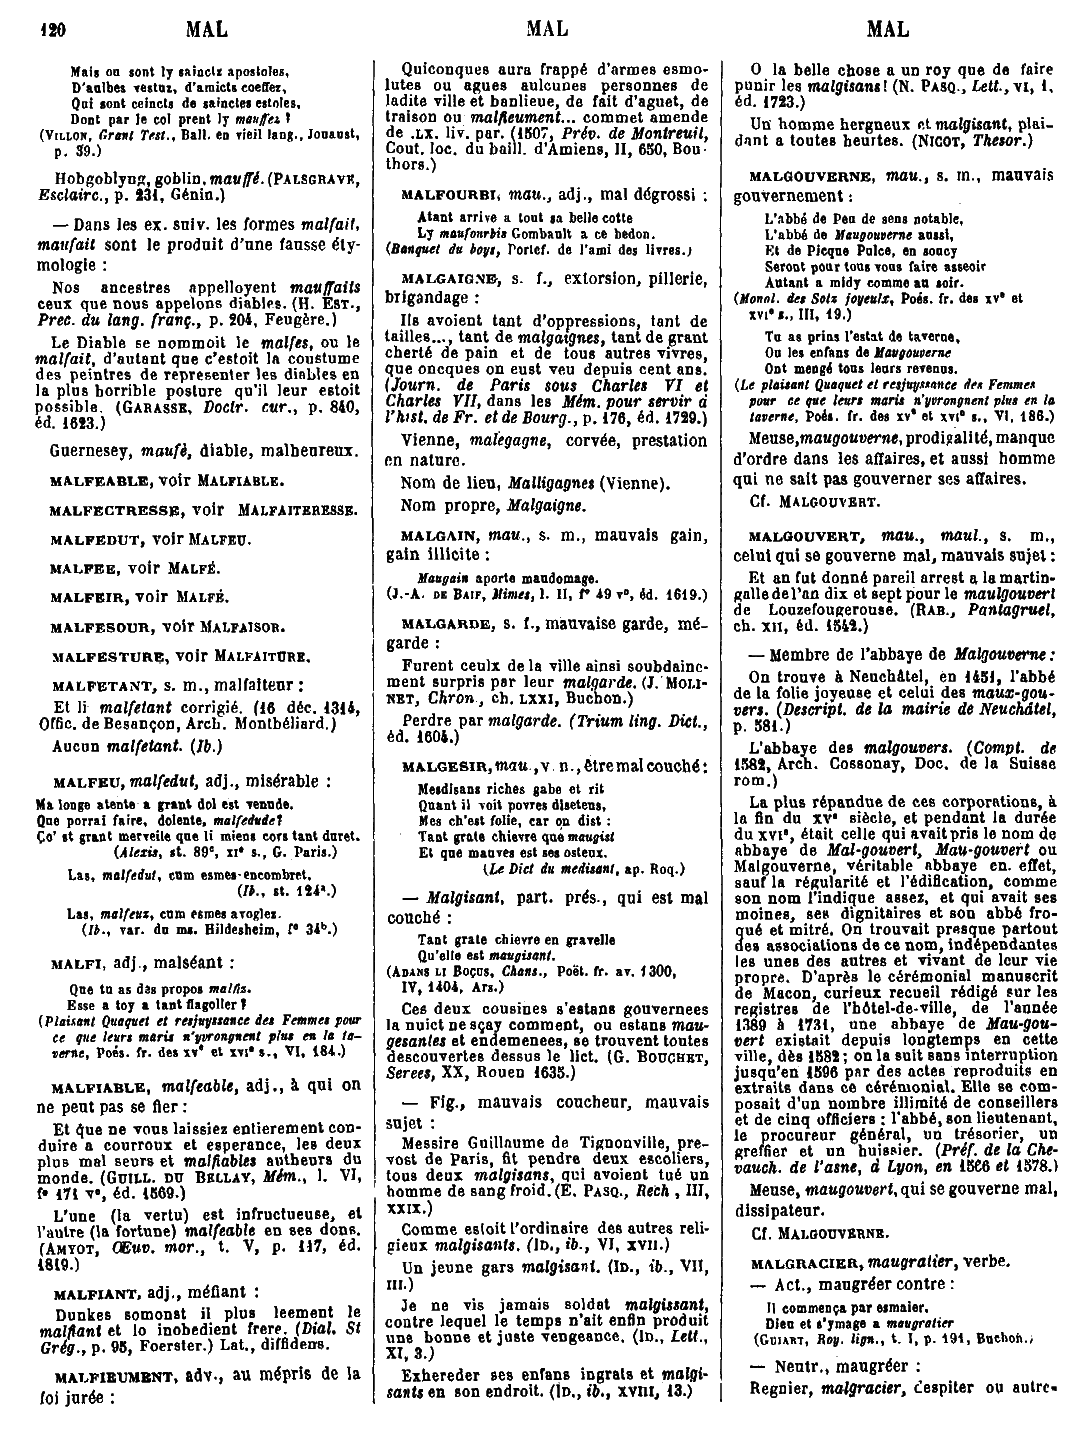 120 MAL MAL MAL
Mais ou sont ly sainctz apostoles,
D'aulbes vestuz, d'amictz coeffez,
Qui sont ceincts de sainctes estoles,
Dont par le col prent ly mauffez ?
(VILLON, Grant Test., Ball. en vieil lang., Jouaust,
p. 39.)
Hobgoblyng, goblin, mauffé. (PALSGRAVE,
Esclairc., p. 231, Génin.)
— Dans les ex. suiv. les formes malfait,
maufait sont le produit d'une fausse éty-
mologie :
Nos ancestres appelloyent mauffaits
ceux que nous appelons diables. (H. EST.,
Prec. du lang. franç., p. 204, Feugère.)
Le Diable se nommoit le malfes, ou le
malfait, d'autant que c'estoit la coustume
des peintres de representer les diables en
la plus horrible posture qu'il leur estoit
possible. (GARASSE, Doctr. cur., p. 840,
éd. 1623.)
Guernesey, maufè, diable, malheureux.
MALFEABLE, voir MALFIABLE.
MALFECTRESSE, voir MALFAITERESSE.
MALFEDUT, voir MALFEU.
MALFEE, voir MALFÉ.
MALFEIR, voir MALFÉ.
MALFESOUR, voir MALFAISOR.
MALFESTURE, voir MALFAITURE.
MALFETANT, s. m., malfaiteur :
Et li malfetant corrigié. (16 déc. 1314,
Offic. de Besançon, Arch. Montbéliard.)
Aucun malfetant. (Ib.)
MALFEU, malfedut, adj., misérable :
Ma longe atente a grant dol est venude.
Que porrai faire, dolente, malfedude?
Ço' st grant merveile que li miens cors tant duret.
(Alexis, st. 89e, XIe s., G. Paris.)
Las, malfedut, cum esmes encombret.
(Ib., st. 124a.)
Las, malfeuz, cum esmes avoglez.
(Ib., var. du ms. Hildesheim, f° 34b.)
MALFI, adj., malséant :
Que tu as des propos malfiz.
Esse a toy a tant flagoller ?
(Plaisant Quaquet et resjuyssance des Femmes pour
ce que leurs maris n'yvrongnent plus en la ta-
verne, Poés. fr. des XVe et XVIe s., VI, 184.)
MALFIABLE, malfeable, adj., à qui on
ne peut pas se fier :
Et que ne vous laissiez entierement con-
duire a courroux et esperance, les deux
plus mal seurs et malfiables autheurs du
monde. (GUILL. DU BELLAY, Mém., l. VI,
f° 171 v°, éd. 1569.)
L'une (la vertu) est infructueuse, et
l'autre (la fortune) malfeable en ses dons.
(AMYOT, Œuv. mor., t. V, p. 117, éd.
1819.)
MALFIANT, adj., méfiant :
Dunkes somonst il plus leement le
malfiant et lo inobedient frere. (Dial. St
Grég., p. 95, Foerster.) Lat., diffidens.
MALFIEUMENT, adv., au mépris de la
foi jurée :
Quiconques aura frappé d'armes esmo-
lutes ou agues aulcunes personnes de
ladite ville et banlieue, de fait d'aguet, de
traison ou malfieument... commet amende
de .LX. liv. par. (1507, Prév. de Montreuil,
Cout. loc. du baill. d'Amiens, II, 650, Bou-
thors.)
MALFOURBI, mau., adj., mal dégrossi :
Atant arrive a tout sa belle cotte
Ly maufourbis Gombault a ce bedon.
(Banquet du boys, Portef. de l'ami des livres.)
MALGAIGNE, s. f., extorsion, pillerie,
brigandage :
Ils avoient tant d'oppressions, tant de
tailles..., tant de malgaignes, tant de grant
cherté de pain et de tous autres vivres,
que oncques on eust veu depuis cent ans.
(Journ. de Paris sous Charles VI et
Charles VII, dans les Mém. pour servir á
l'hist. de Fr. et de Bourg., p. 176, éd. 1729.)
Vienne, malegagne, corvée, prestation
en nature.
Nom de lieu, Malligagnes (Vienne).
Nom propre, Malgaigne.
MALGAIN, mau., s. m., mauvais gain,
gain illicite :
Maugain aporte maudomage.
(J.-A. DE BAIF, Mimes, l. II, f° 49 v°, éd. 1619.)
MALGARDE, s. f., mauvaise garde, mé-
garde :
Furent ceulx de la ville ainsi soubdaine-
ment surpris par leur malgarde. (J. MOLI-
NET, Chron., ch. LXXI, Buchon.)
Perdre par malgarde. (Trium ling. Dict.,
éd. 1604.)
MALGESIR, mau., v. n., être mal couché :
Mesdisans riches gabe et rit
Quant il voit povres disetens,
Mes ch'est folie, car on dist :
Tant grate chievre que maugist
Et que mauves est ses osteux.
(Le Dict du medisant, ap. Roq.)
— Malgisant, part. prés., qui est mal
couché :
Tant grate chievre en gravelle
Qu'elle est maugisant.
(ADANS LI BOÇUS, Chans., Poët. fr. av. 1300,
IV, 1404, Ars.)
Ces deux cousines s'estans gouvernees
la nuict ne sçay comment, ou estans mau-
gesantes et endemenees, se trouvent toutes
descouvertes dessus le lict. (G. BOUCHET,
Serees, XX, Rouen 1635.)
— Fig., mauvais coucheur, mauvais
sujet :
Messire Guillaume de Tignonville, pre-
vost de Paris, fit pendre deux escoliers,
tous deux malgisans, qui avoient tué un
homme de sang froid. (E. PASQ., Rech , III,
XXIX.)
Comme estoit l'ordinaire des autres reli-
gieux malgisants. (ID., ib., VI, XVII.)
Un jeune gars malgisant. (ID., ib., VII,
III.)
Je ne vis jamais soldat malgissant,
contre lequel le temps n'ait enfin produit
une bonne et juste vengeance. (ID., Lett.,
XI, 3.)
Exhereder ses enfans ingrats et malgi-
sants en son endroit. (ID., ib., XVIII, 13.)
O la belle chose a un roy que de faire
punir les malgisans! (N. PASQ., Lett., VI, 1,
éd. 1723.)
Un homme hergneux et malgisant, plai-
dant a toutes heurtes. (NICOT, Thesor.)
MALGOUVERNE, mau., s. m., mauvais
gouvernement :
L'abbé de Peu de sens notable,
L'abbé de Maugouverne aussi,
Et de Picque Pulce, en soucy
Seront pour tous vous faire asseoir
Autant a midy comme au soir.
(Monol. des Sotz joyeulx, Poés. fr. des XVe et
XVIe s., III, 19.)
Tu as prins l'estat de taverne,
Ou les enfans de Maugouverne
Ont mengé tous leurs revenus.
(Le plaisant Quaquet et resjuyssance des Femmes
pour ce que leurs maris n'yvrongnent plus en la
taverne, Poés. fr. des XVe et XVIe s., VI, 186.)
Meuse, maugouverne, prodigalité, manque
d'ordre dans les affaires, et aussi homme
qui ne sait pas gouverner ses affaires.
Cf. MALGOUVERT.
MALGOUVERT, mau., maul., s. m.,
celui qui se gouverne mal, mauvais sujet :
Et an fut donné pareil arrest a la martin-
galle de l'an dix et sept pour le maulgouvert
de Louzefougerouse. (RAB., Pantagruel,
ch. XII, éd. 1542.)
— Membre de l'abbaye de Malgouverne :
On trouve à Neuchâtel, en 1451, l'abbé
de la folie joyeuse et celui des maux-gou-
vers. (Descript. de la mairie de Neuchâtel,
p. 581.)
L'abbaye des malgouvers. (Compt. de
1582, Arch. Cossonay, Doc. de la Suisse
rom.)
La plus répandue de ces corporations, à
la fin du XVe siècle, et pendant la durée
du XVIe, était celle qui avait pris le nom de
abbaye de Mal-gouvert, Mau-gouvert ou
Malgouverne, véritable abbaye en effet,
sauf la régularité et l'édification, comme
son nom l'indique assez, et qui avait ses
moines, ses dignitaires et son abbé fro-
qué et mitré. On trouvait presque partout
des associations de ce nom, indépendantes
les unes des autres et vivant de leur vie
propre. D'après le cérémonial manuscrit
de Macon, curieux recueil rédigé sur les
registres de l'hôtel-de-ville, de l'année
1389 à 1731, une abbaye de Mau-gou-
vert existait depuis longtemps en cette
ville, dès 1582 ; on la suit sans interruption
jusqu'en 1596 par des actes reproduits en
extraits dans ce cérémonial. Elle se com-
posait d'un nombre illimité de conseillers
et de cinq officiers : l'abbé, son lieutenant,
le procureur général, un trésorier, un
greffier et un huissier. (Préf. de la Che-
vauch. de l'asne, à Lyon, en 1566 et 1578.)
Meuse, maugouvert, qui se gouverne mal,
dissipateur.
Cf. MALGOUVERNE.
MALGRACIER, maugratier, verbe.
— Act., maugréer contre :
Il commença par esmaier,
Dieu et s'ymage a maugratier
(GUIART, Roy. lign., t. I, p. 191, Buchon.)
— Neutr., maugréer :
Regnier, malgracier, despiter ou autre-